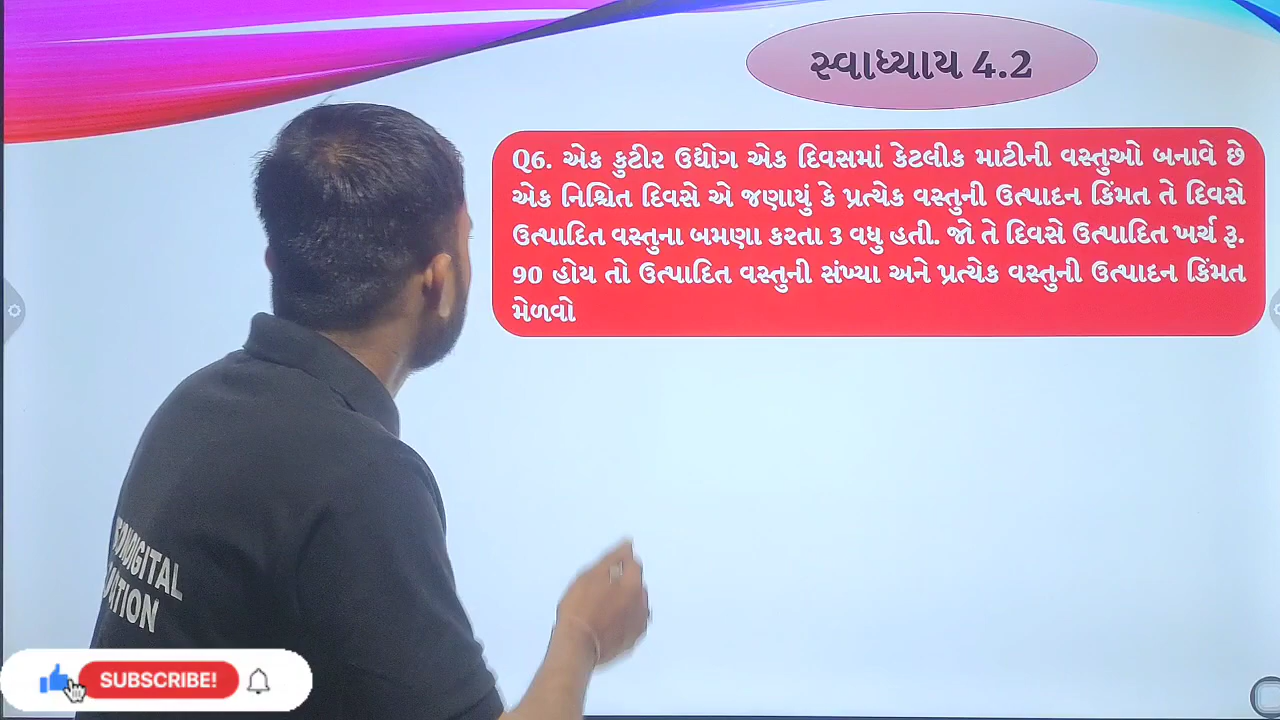 સ્વાધ્યાય 4.2
Q6. એક કુટીર ઉદ્યોગ એક દિવસમાં કેટલીક માટીની વસ્તુઓ બનાવે છે
એક નિશ્ચિત દિવસે એ જણાયું કે પ્રત્યેક વસ્તુની ઉત્પાદન કિંમત તે દિવસે
ઉત્પાદિત વસ્તુના બમણા કરતા 3 વધુ હતી. જો તે દિવસે ઉત્પાદિત ખર્ચ રૂ.
90 હોય તો ઉત્પાદિત વસ્તુની સંખ્યા અને પ્રત્યેક વસ્તુની ઉત્પાદન કિંમત
મેળવો
SUBSCRIBE!